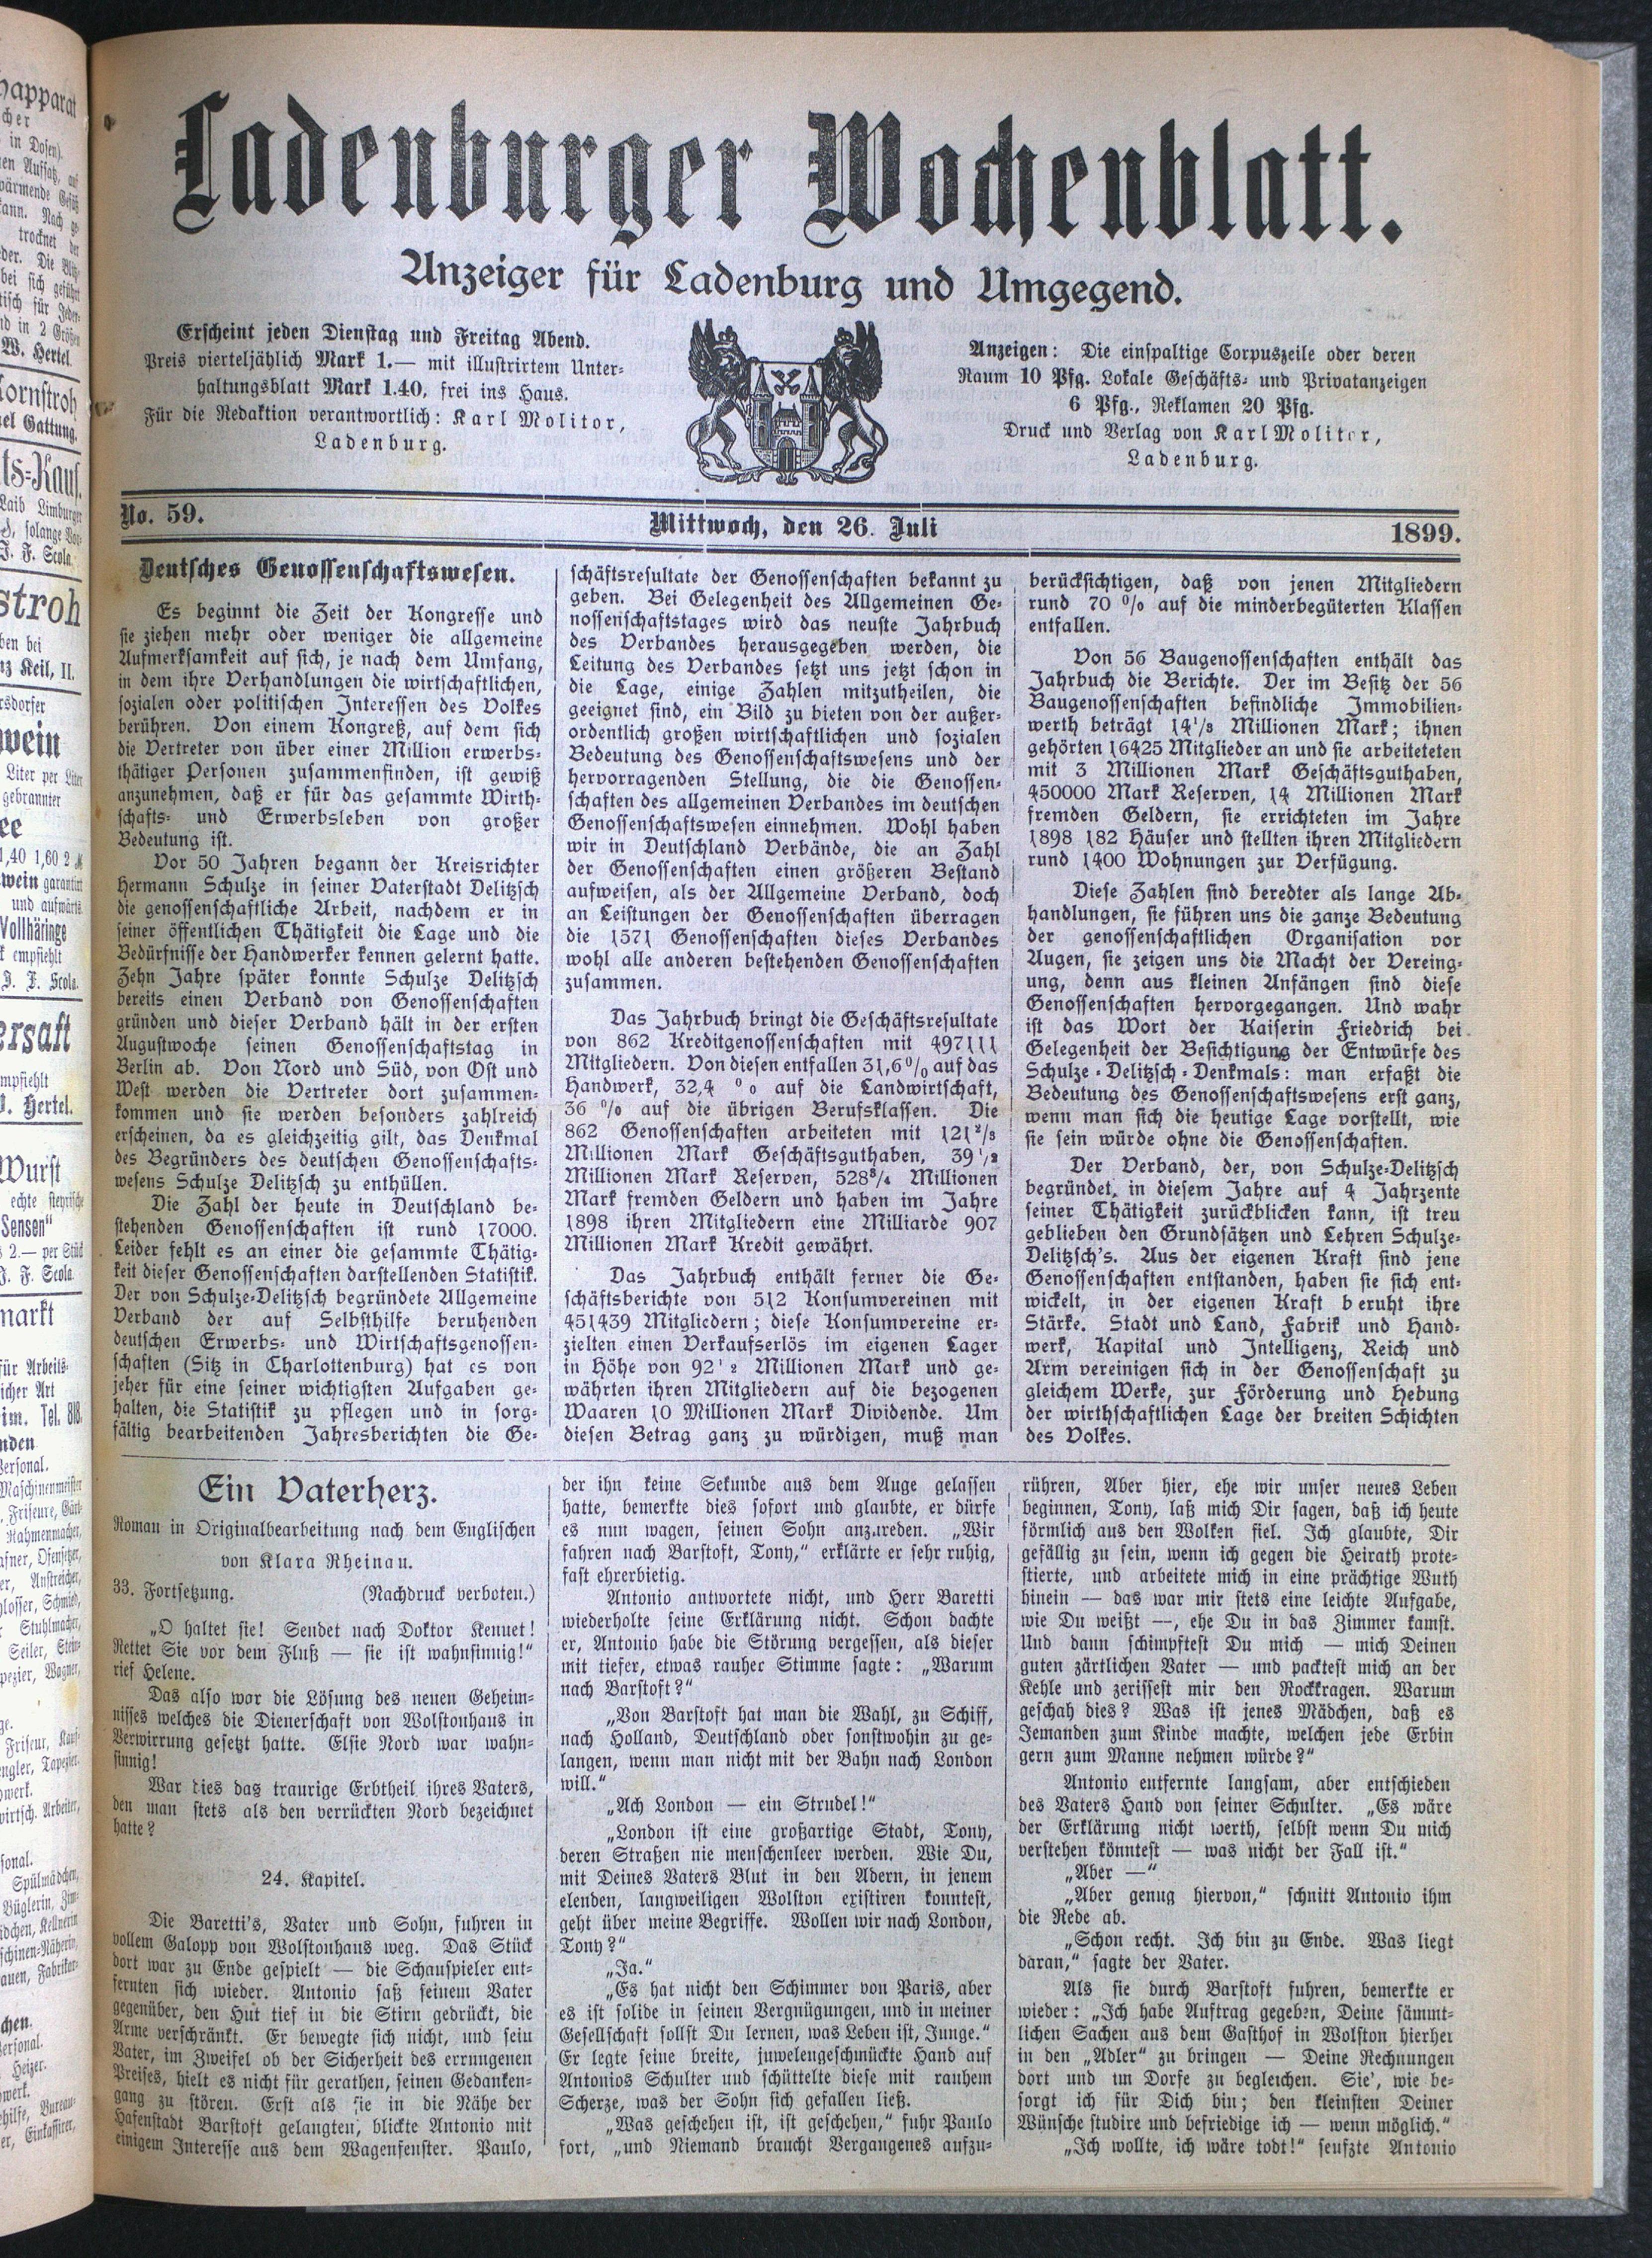 Ladenburger Wochenblatt.
Anzeiger für Ladenburg und Umgegend.
Erscheint jeden Dienstag und Freitag Abend.
Preis vierteljährlich Mark 1.— mit illustrirtem Unter-
haltungsblatt Mark 1.40, frei ins Haus.
Für die Redaktion verantwortlich: Karl Molitor,
Ladenburg.
Anzeigen: Die einspaltige Corpuszeile oder deren
Raum 10 Pfg. Lokale Geschäfts- und Privatanzeigen
6 Pfg., Reklamen 20 Pfg.
Druck und Verlag von Karl Molitor,
Ladenburg.
No. 59.
Mittwoch, den 26. Juli
1899.
Deutsches Genossenschaftswesen.
Es beginnt die Zeit der Kongresse und
sie ziehen mehr oder weniger die allgemeine
Aufmerksamkeit auf sich, je nach dem Umfang,
in dem ihre Verhandlungen die wirtschaftlichen,
sozialen oder politischen Interessen des Volkes
berühren. Von einem Kongreß, auf dem sich
die Vertreter von über einer Million erwerbs-
thätiger Personen zusammenfinden, ist gewiß
anzunehmen, daß er für das gesammte Wirth-
schafts- und Erwerbsleben von großer
Bedeutung ist.
Vor 50 Jahren begann der Kreisrichter
Hermann Schulze in seiner Vaterstadt Delitzsch
die genossenschaftliche Arbeit, nachdem er in
seiner öffentlichen Thätigkeit die Lage und die
Bedürfnisse der Handwerker kennen gelernt hatte.
Zehn Jahre später konnte Schulze Delitzsch
bereits einen Verband von Genossenschaften
gründen und dieser Verband hält in der ersten
Augustwoche seinen Genossenschaftstag in
Berlin ab. Von Nord und Süd, von Ost und
West werden die Vertreter dort zusammen-
kommen und sie werden besonders zahlreich
erscheinen, da es gleichzeitig gilt, das Denkmal
des Begründers des deutschen Genossenschafts-
wesens Schulze Delitzsch zu enthüllen.
Die Zahl der heute in Deutschland be-
stehenden Genossenschaften ist rund 17000.
Leider fehlt es an einer die gesammte Thätig-
keit dieser Genossenschaften darstellenden Statistik.
Der von Schulze-Delitzsch begründete Allgemeine
Verband der auf Selbsthilfe beruhenden
deutschen Erwerbs- und Wirtschaftsgenossen-
schaften (Sitz in Charlottenburg) hat es von
jeher für eine seiner wichtigsten Aufgaben ge-
halten, die Statistik zu pflegen und in sorg-
fältig bearbeitenden Jahresberichten die Ge-
schäftsresultate der Genossenschaften bekannt zu
geben. Bei Gelegenheit des Allgemeinen Ge-
nossenschaftstages wird das neuste Jahrbuch
des Verbandes herausgegeben werden, die
Leitung des Verbandes setzt uns jetzt schon in
die Lage, einige Zahlen mitzutheilen, die
geeignet sind, ein Bild zu bieten von der außer-
ordentlich großen wirtschaftlichen und sozialen
Bedeutung des Genossenschaftswesens und der
hervorragenden Stellung, die die Genossen-
schaften des allgemeinen Verbandes im deutschen
Genossenschaftswesen einnehmen. Wohl haben
wir in Deutschland Verbände, die an Zahl
der Genossenschaften einen größeren Bestand
aufweisen, als der Allgemeine Verband, doch
an Leistungen der Genossenschaften überragen
die 1571 Genossenschaften dieses Verbandes
wohl alle anderen bestehenden Genossenschaften
zusammen.
Das Jahrbuch bringt die Geschäftsresultate
von 862 Kreditgenossenschaften mit 497111
Mitgliedern. Von diesen entfallen 31,6% auf das
Handwerk, 32,4 % auf die Landwirtschaft,
36 % auf die übrigen Berufsklassen. Die
862 Genossenschaften arbeiteten mit 121²/₃
Millionen Mark Geschäftsguthaben, 39¹/₂
Millionen Mark Reserven, 528³/₄ Millionen
Mark fremden Geldern und haben im Jahre
1898 ihren Mitgliedern eine Milliarde 907
Millionen Mark Kredit gewährt.
Das Jahrbuch enthält ferner die Ge-
schäftsberichte von 512 Konsumvereinen mit
451439 Mitgliedern; diese Konsumvereine er-
zielten einen Verkaufserlös im eigenen Lager
in Höhe von 92¹/₂ Millionen Mark und ge-
währten ihren Mitgliedern auf die bezogenen
Waaren 10 Millionen Mark Dividende. Um
diesen Betrag ganz zu würdigen, muß man
berücksichtigen, daß von jenen Mitgliedern
rund 70 % auf die minderbegüterten Klassen
entfallen.
Von 56 Baugenossenschaften enthält das
Jahrbuch die Berichte. Der im Besitz der 56
Baugenossenschaften befindliche Immobilien-
werth beträgt 14¹/₃ Millionen Mark; ihnen
gehörten 16425 Mitglieder an und sie arbeiteteten
mit 3 Millionen Mark Geschäftsguthaben,
450000 Mark Reserven, 14 Millionen Mark
fremden Geldern, sie errichteten im Jahre
1898 182 Häuser und stellten ihren Mitgliedern
rund 1400 Wohnungen zur Verfügung.
Diese Zahlen sind beredter als lange Ab-
handlungen, sie führen uns die ganze Bedeutung
der genossenschaftlichen Organisation vor
Augen, sie zeigen uns die Macht der Vereing-
ung, denn aus kleinen Anfängen sind diese
Genossenschaften hervorgegangen. Und wahr
ist das Wort der Kaiserin Friedrich bei
Gelegenheit der Besichtigung der Entwürfe des
Schulze-Delitzsch-Denkmals: man erfaßt die
Bedeutung des Genossenschaftswesens erst ganz,
wenn man sich die heutige Lage vorstellt, wie
sie sein würde ohne die Genossenschaften.
Der Verband, der, von Schulze-Delitzsch
begründet, in diesem Jahre auf 4 Jahrzente
seiner Thätigkeit zurückblicken kann, ist treu
geblieben den Grundsätzen und Lehren Schulze-
Delitzsch's. Aus der eigenen Kraft sind jene
Genossenschaften entstanden, haben sie sich ent-
wickelt, in der eigenen Kraft beruht ihre
Stärke. Stadt und Land, Fabrik und Hand-
werk, Kapital und Intelligenz, Reich und
Arm vereinigen sich in der Genossenschaft zu
gleichem Werke, zur Förderung und Hebung
der wirthschaftlichen Lage der breiten Schichten
des Volkes.
Ein Vaterherz.
Roman in Originalbearbeitung nach dem Englischen
von Klara Rheinau.
33. Fortsetzung. (Nachdruck verboten.)
„O haltet sie! Sendet nach Doktor Kennet!
Rettet Sie vor dem Fluß — sie ist wahnsinnig!“
rief Helene.
Das also war die Lösung des neuen Geheim-
nisses welches die Dienerschaft von Wolstonhaus in
Verwirrung gesetzt hatte. Elsie Nord war wahn-
sinnig!
War dies das traurige Erbtheil ihres Vaters,
den man stets als den verrückten Nord bezeichnet
hatte?
24. Kapitel.
Die Baretti's, Vater und Sohn, fuhren in
vollem Galopp von Wolstonhaus weg. Das Stück
dort war zu Ende gespielt — die Schauspieler ent-
fernten sich wieder. Antonio saß seinem Vater
gegenüber, den Hut tief in die Stirn gedrückt, die
Arme verschränkt. Er bewegte sich nicht, und sein
Vater, im Zweifel ob der Sicherheit des errungenen
Preises, hielt es nicht für gerathen, seinen Gedanken-
gang zu stören. Erst als sie in die Nähe der
Hafenstadt Barstoft gelangten, blickte Antonio mit
einigem Interesse aus dem Wagenfenster. Paulo,
der ihn keine Sekunde aus dem Auge gelassen
hatte, bemerkte dies sofort und glaubte, er dürfe
es nun wagen, seinen Sohn anzureden. „Wir
fahren nach Barstoft, Tony,“ erklärte er sehr ruhig,
fast ehrerbietig.
Antonio antwortete nicht, und Herr Baretti
wiederholte seine Erklärung nicht. Schon dachte
er, Antonio habe die Störung vergessen, als dieser
mit tiefer, etwas rauher Stimme sagte: „Warum
nach Barstoft?“
„Von Barstoft hat man die Wahl, zu Schiff,
nach Holland, Deutschland oder sonstwohin zu ge-
langen, wenn man nicht mit der Bahn nach London
will.“
„Ach London — ein Strudel!“
„London ist eine großartige Stadt, Tony,
deren Straßen nie menschenleer werden. Wie Du,
mit Deines Vaters Blut in den Adern, in jenem
elenden, langweiligen Wolston existiren konntest,
geht über meine Begriffe. Wollen wir nach London,
Tony?“
„Ja.“
„Es hat nicht den Schimmer von Paris, aber
es ist solide in seinen Vergnügungen, und in meiner
Gesellschaft sollst Du lernen, was Leben ist, Junge.“
Er legte seine breite, juwelengeschmückte Hand auf
Antonios Schulter und schüttelte diese mit rauhem
Scherze, was der Sohn sich gefallen ließ.
„Was geschehen ist, ist geschehen,“ fuhr Paulo
fort, „und Niemand braucht Vergangenes aufzu-
rühren, Aber hier, ehe wir unser neues Leben
beginnen, Tony, laß mich Dir sagen, daß ich heute
förmlich aus den Wolken fiel. Ich glaubte, Dir
gefällig zu sein, wenn ich gegen die Heirath prote-
stierte, und arbeitete mich in eine prächtige Wuth
hinein — das war mir stets eine leichte Aufgabe,
wie Du weißt —, ehe Du in das Zimmer kamst.
Und dann schimpftest Du mich — mich Deinen
guten zärtlichen Vater — und packtest mich an der
Kehle und zerissest mir den Rockkragen. Warum
geschah dies? Was ist jenes Mädchen, daß es
Jemanden zum Kinde machte, welchen jede Erbin
gern zum Manne nehmen würde?“
Antonio entfernte langsam, aber entschieden
des Vaters Hand von seiner Schulter. „Es wäre
der Erklärung nicht werth, selbst wenn Du mich
verstehen könntest — was nicht der Fall ist.“
„Aber —“
„Aber genug hiervon,“ schnitt Antonio ihm
die Rede ab.
„Schon recht. Ich bin zu Ende. Was liegt
daran,“ sagte der Vater.
Als sie durch Barstoft fuhren, bemerkte er
wieder: „Ich habe Auftrag gegeben, Deine sämmt-
lichen Sachen aus dem Gasthof in Wolston hierher
in den „Adler“ zu bringen — Deine Rechnungen
dort und im Dorfe zu begleichen. Sie', wie be-
sorgt ich für Dich bin; den kleinsten Deiner
Wünsche studire und befriedige ich — wenn möglich.“
„Ich wollte, ich wäre todt!“ seufzte Antonio